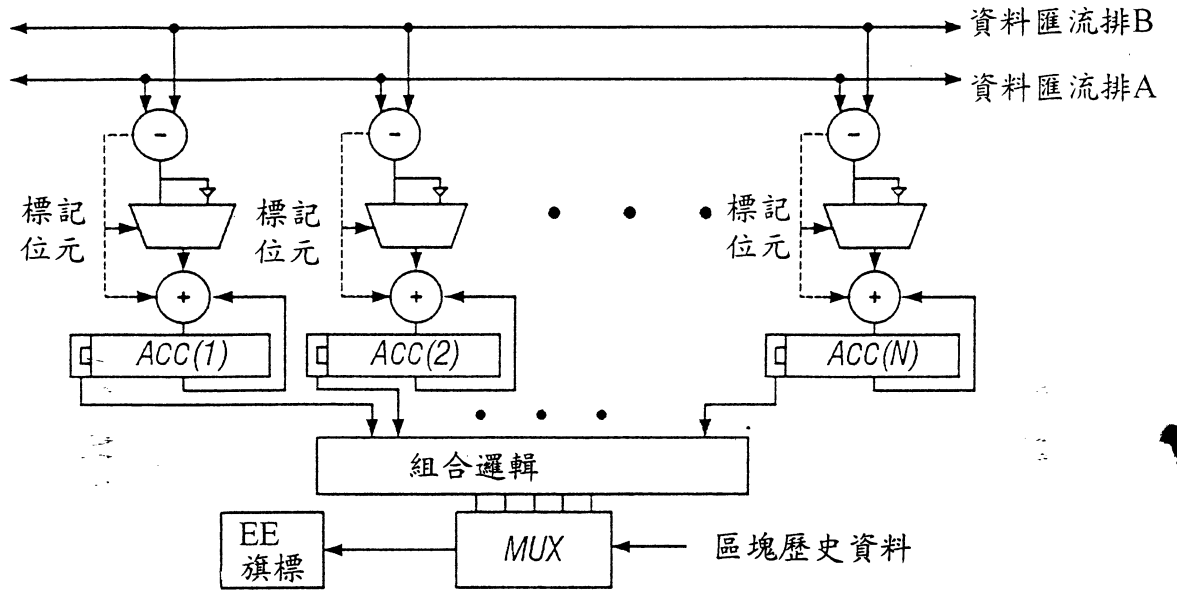 資料匯流排B
資料匯流排A
-
-
-
標記
位元
標記
位元
標記
位元
+
+
+
ACC(1)
ACC(2)
ACC(N)
組合邏輯
EE
旗標
MUX
區塊歷史資料